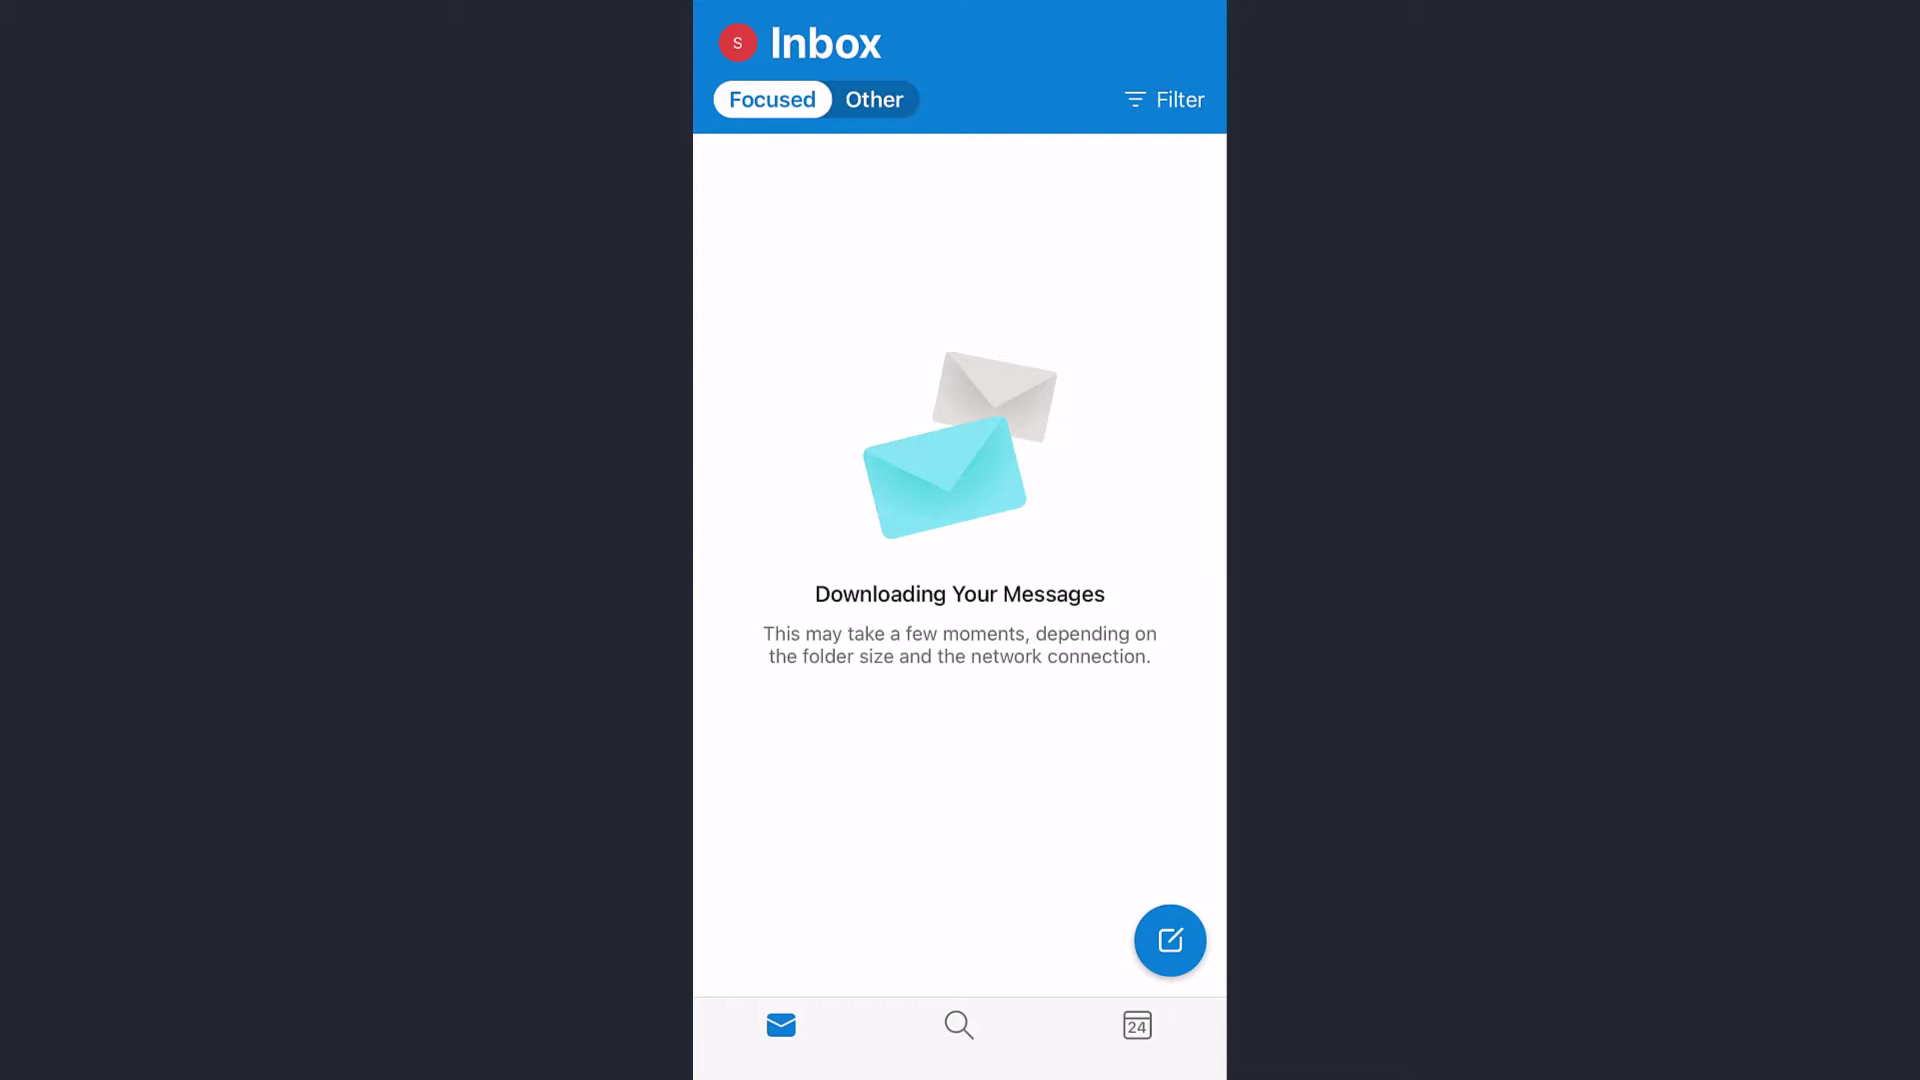 S Inbox
Focused Other Filter
Downloading Your Messages
This may take a few moments, depending on
the folder size and the network connection.
24